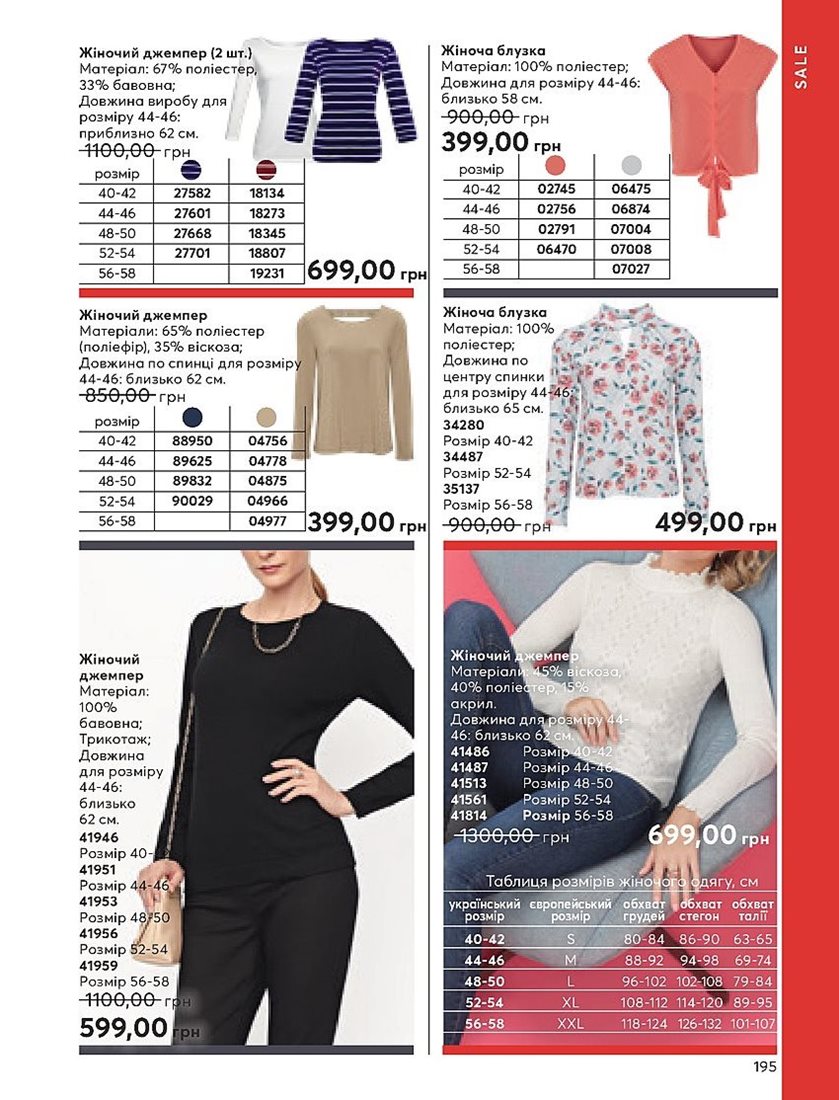 SALE
Жіночий джемпер (2 шт.)
Матеріал: 67% поліестер,
33% бавовна;
Довжина виробу для
розміру 44-46:
приблизно 62 см.
1100,00 грн
розмір
40-42 27582 18134
44-46 27601 18273
48-50 27668 18345
52-54 27701 18807
56-58 19231
699,00 грн
Жіноча блузка
Матеріал: 100% поліестер;
Довжина для розміру 44-46:
близько 58 см.
900,00 грн
399,00 грн
розмір
40-42 02745 06475
44-46 02756 06874
48-50 02791 07004
52-54 06470 07008
56-58 07027
Жіночий джемпер
Матеріали: 65% поліестер
(поліефір), 35% віскоза;
Довжина по спинці для розміру
44-46: близько 62 см.
850,00 грн
розмір
40-42 88950 04756
44-46 89625 04778
48-50 89832 04875
52-54 90029 04966
56-58 04977
399,00 грн
Жіноча блузка
Матеріал: 100%
поліестер;
Довжина по
центру спинки
для розміру 44-46:
близько 65 см.
34280
Розмір 40-42
34487
Розмір 52-54
35137
Розмір 56-58
900,00 грн
499,00 грн
Жіночий
джемпер
Матеріал:
100%
бавовна;
Трикотаж;
Довжина
для розміру
44-46:
близько
62 см.
41946
Розмір 40-
41951
Розмір 44-46
41953
Розмір 48-50
41956
Розмір 52-54
41959
Розмір 56-58
1100,00 грн
599,00 грн
Жіночий джемпер
Матеріали: 45% віскоза,
40% поліестер, 15%
акрил.
Довжина для розміру 44-
46: близько 62 см.
41486 Розмір 40-42
41487 Розмір 44-46
41513 Розмір 48-50
41561 Розмір 52-54
41814 Розмір 56-58
1300,00 грн
699,00 грн
Таблиця розмірів жіночого одягу, см
український європейський обхват обхват обхват
розмір розмір грудей стегон талії
40-42 S 80-84 86-90 63-65
44-46 M 88-92 94-98 69-74
48-50 L 96-102 102-108 79-84
52-54 XL 108-112 114-120 89-95
56-58 XXL 118-124 126-132 101-107
195